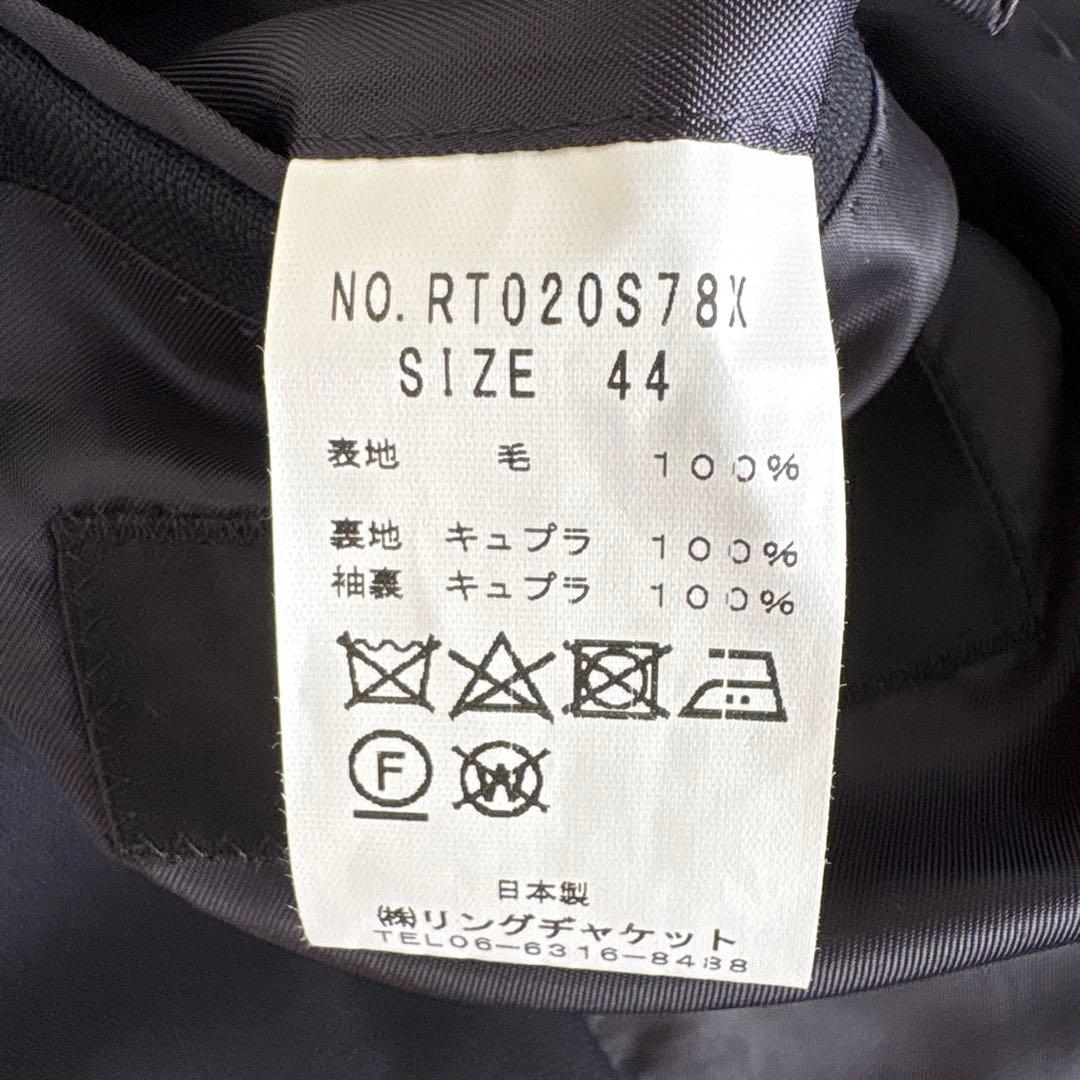 NO. RT020S78X
SIZE 44
表地 毛 100%
裏地 キュプラ 100%
袖裏 キュプラ 100%
F
W
日本製
㈱リングヂャケット
TEL06-6316-8488